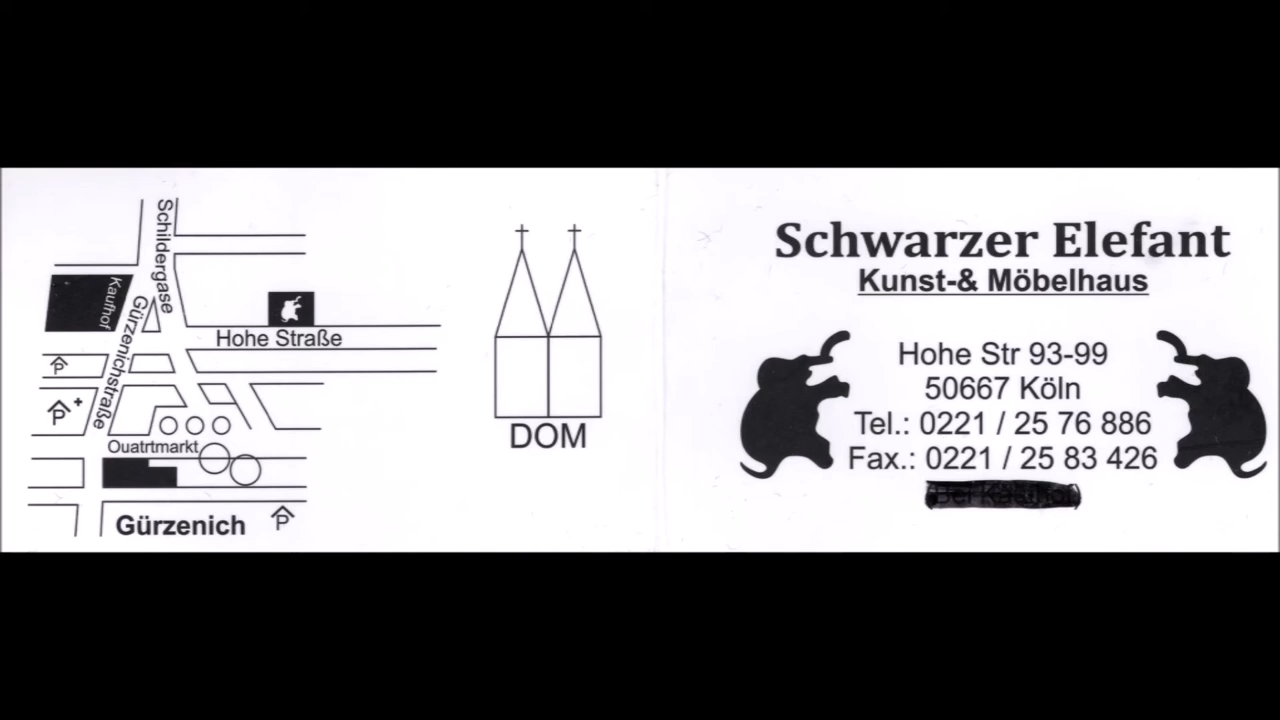 Schildergase
Kaufhof
Gürzenichstraße
Hohe Straße
P
P+
Ouatrtmarkt
Gürzenich
P
DOM
Schwarzer Elefant
Kunst-& Möbelhaus
Hohe Str 93-99
50667 Köln
Tel.: 0221 / 25 76 886
Fax.: 0221 / 25 83 426